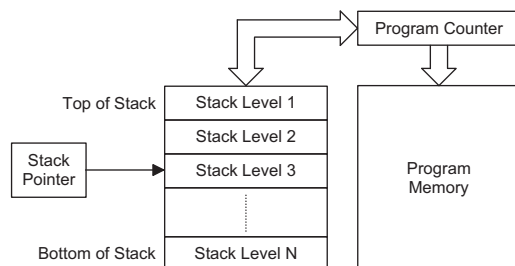 Program Counter
Top of Stack
Stack Level 1
Stack Level 2
Stack
Pointer
Stack Level 3
Program
Memory
Bottom of Stack
Stack Level N